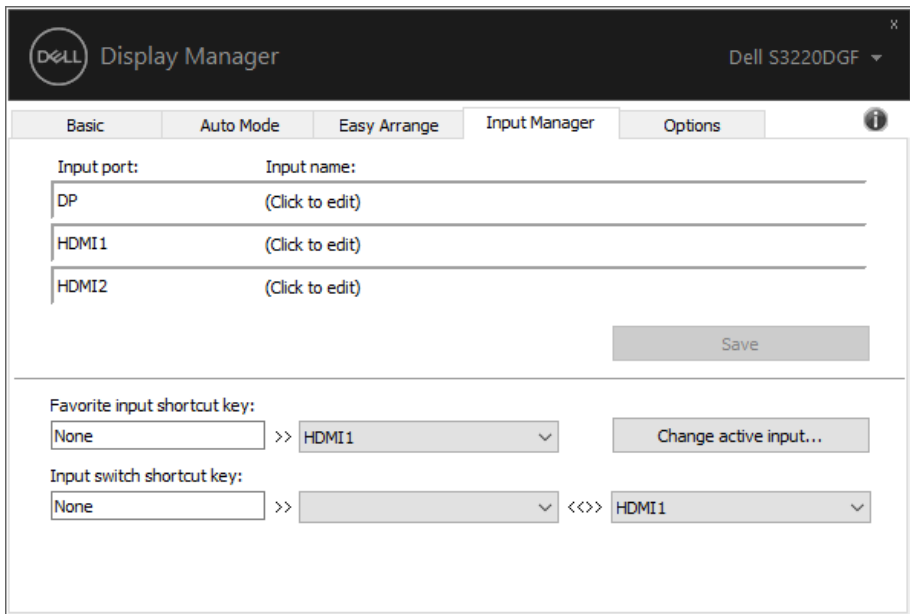 x
DELL Display Manager Dell S3220DGF
Basic Auto Mode Easy Arrange Input Manager Options i
Input port: Input name:
DP (Click to edit)
HDMI1 (Click to edit)
HDMI2 (Click to edit)
Save
Favorite input shortcut key:
None >> HDMI1 Change active input...
Input switch shortcut key:
None >> <<>> HDMI1